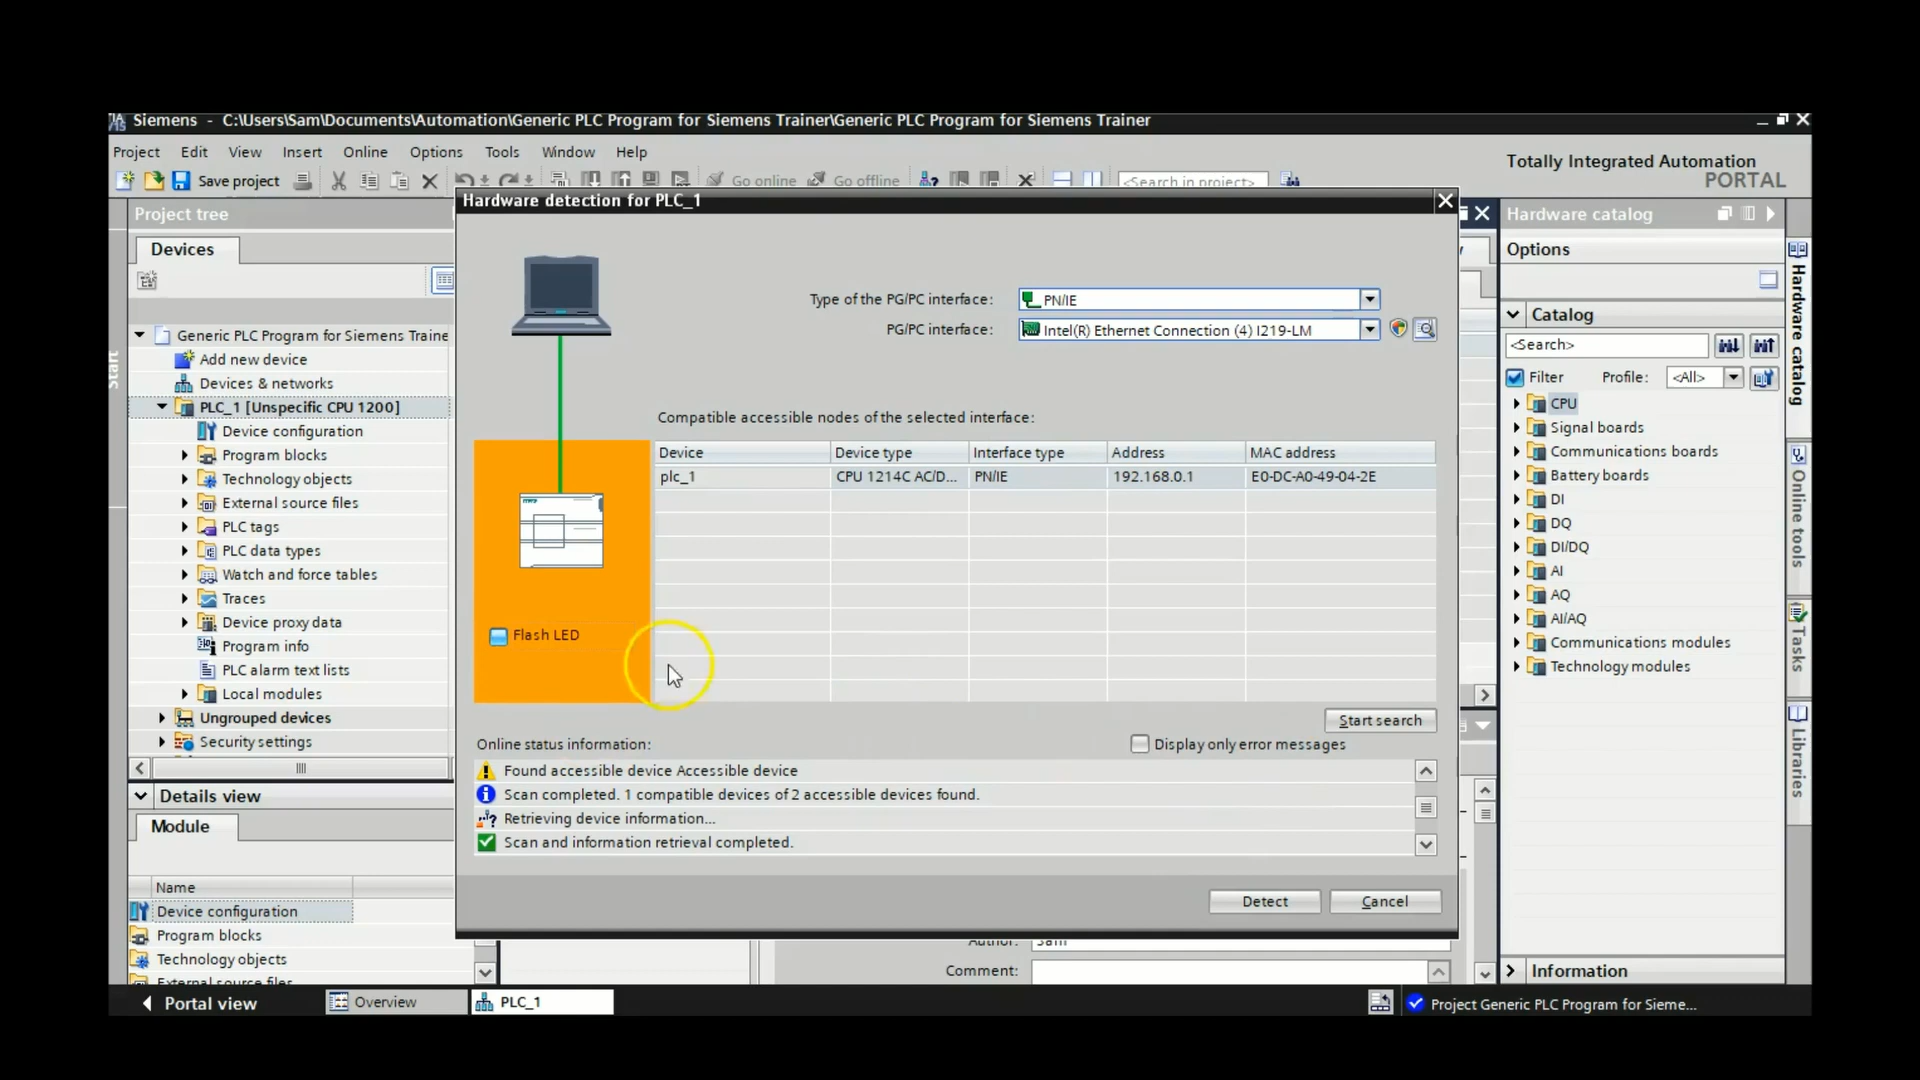 Siemens - C:\Users\Sam\Documents\Automation\Generic PLC Program for Siemens Trainer\Generic PLC Program for Siemens Trainer
Project Edit View Insert Online Options Tools Window Help
Totally Integrated Automation
PORTAL
Save project
Go online
Go offline
<Search in project>
Project tree
Devices
Start
Generic PLC Program for Siemens Traine
Add new device
Devices & networks
PLC_1 [Unspecific CPU 1200]
Device configuration
Program blocks
Technology objects
External source files
PLC tags
PLC data types
Watch and force tables
Traces
Device proxy data
Program info
PLC alarm text lists
Local modules
Ungrouped devices
Security settings
Details view
Module
Name
Device configuration
Program blocks
Technology objects
External source files
Hardware detection for PLC_1
Type of the PG/PC interface: PN/IE
PG/PC interface: Intel(R) Ethernet Connection (4) I219-LM
Compatible accessible nodes of the selected interface:
Device Device type Interface type Address MAC address
plc_1 CPU 1214C AC/D... PN/IE 192.168.0.1 E0-DC-A0-49-04-2E
Flash LED
Start search
Online status information:
Display only error messages
Found accessible device Accessible device
Scan completed. 1 compatible devices of 2 accessible devices found.
Retrieving device information...
Scan and information retrieval completed.
Detect
Cancel
Author: Sam
Comment:
Hardware catalog
Options
Catalog
<Search>
Filter
Profile: <All>
CPU
Signal boards
Communications boards
Battery boards
DI
DQ
DI/DQ
AI
AQ
AI/AQ
Communications modules
Technology modules
Information
Hardware catalog
Online tools
Tasks
Libraries
Portal view
Overview
PLC_1
Project Generic PLC Program for Sieme...